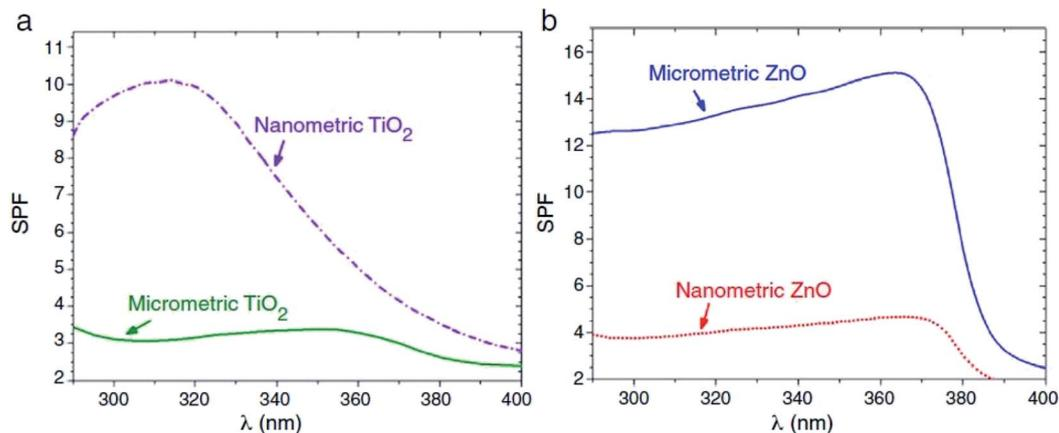 a
SPF
11
10
9
8
7
6
5
4
3
2
Nanometric TiO2
Micrometric TiO2
300 320 340 360 380 400
λ (nm)
b
SPF
16
14
12
10
8
6
4
2
Micrometric ZnO
Nanometric ZnO
300 320 340 360 380 400
λ (nm)